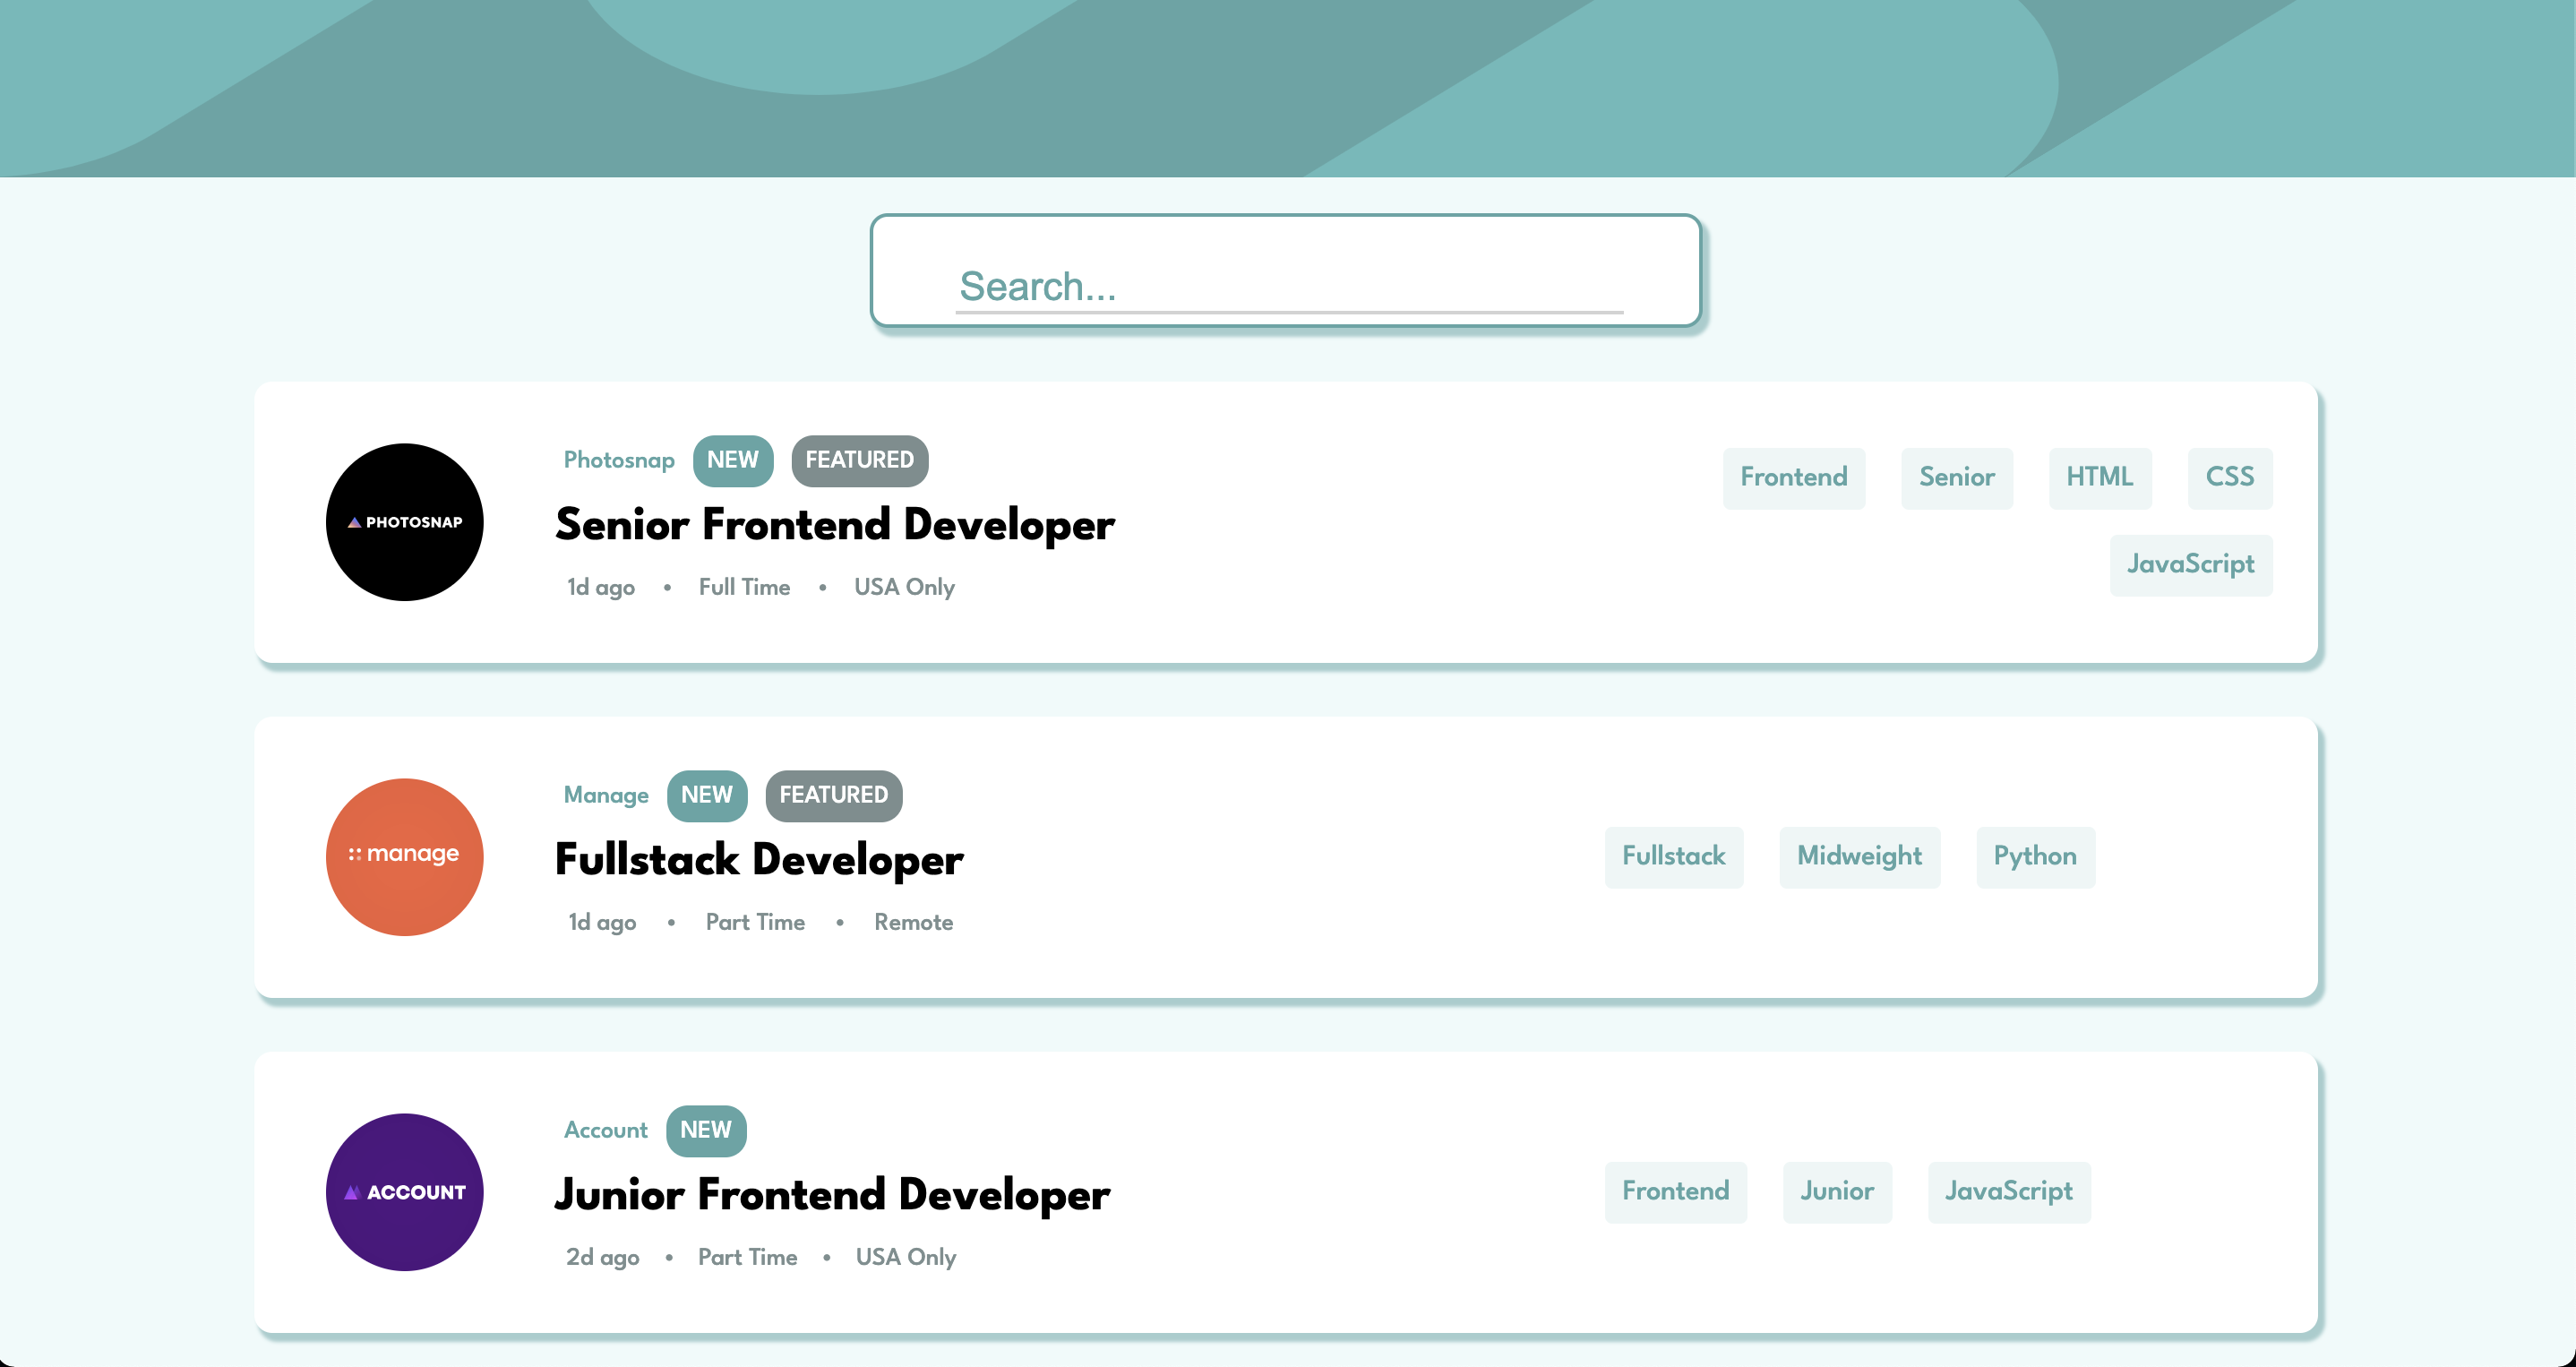 Search...
PHOTOSNAP
Photosnap NEW FEATURED
Senior Frontend Developer
1d ago • Full Time • USA Only
Frontend Senior HTML CSS
JavaScript
manage
Manage NEW FEATURED
Fullstack Developer
1d ago • Part Time • Remote
Fullstack Midweight Python
ACCOUNT
Account NEW
Junior Frontend Developer
2d ago • Part Time • USA Only
Frontend Junior JavaScript